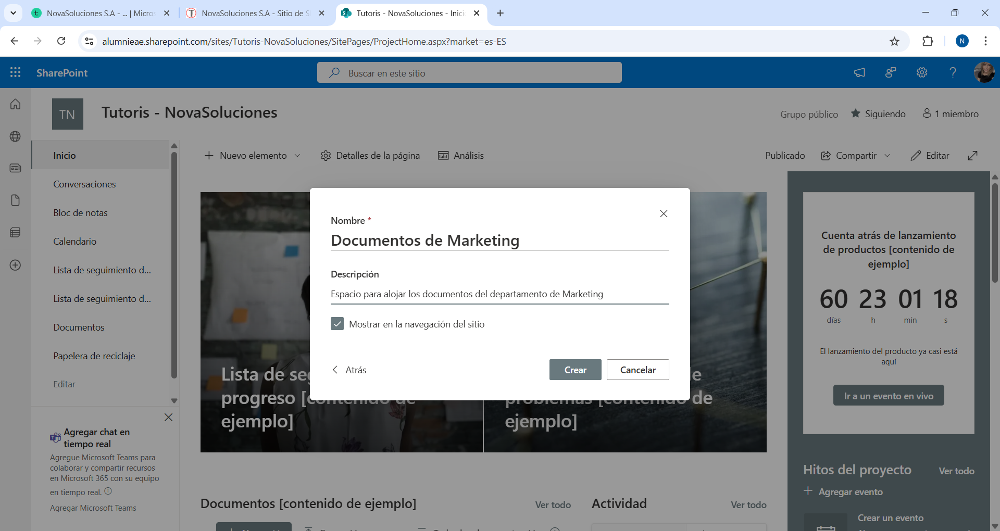 NovaSoluciones S.A - ... | Micros
NovaSoluciones S.A - Sitio de S
Tutoris - NovaSoluciones - Inici
alumnieae.sharepoint.com/sites/Tutoris-NovaSoluciones/SitePages/ProjectHome.aspx?market=es-ES
N
SharePoint
Buscar en este sitio
TN
Tutoris - NovaSoluciones
Grupo público
Siguiendo
1 miembro
Inicio
Conversaciones
Bloc de notas
Calendario
Lista de seguimiento d...
Lista de seguimiento d...
Documentos
Papelera de reciclaje
Editar
Nuevo elemento
Detalles de la página
Análisis
Publicado
Compartir
Editar
Nombre *
Documentos de Marketing
Descripción
Espacio para alojar los documentos del departamento de Marketing
Mostrar en la navegación del sitio
Atrás
Crear
Cancelar
Lista de se
progreso [contenido de
ejemplo]
e
problemas [contenido de
ejemplo]
Cuenta atrás de lanzamiento
de productos [contenido de
ejemplo]
60 23 01 18
días h min s
El lanzamiento del producto ya casi está
aquí
Ir a un evento en vivo
Agregar chat en
tiempo real
Agregue Microsoft Teams para
colaborar y compartir recursos
en Microsoft 365 con su equipo
en tiempo real.
Agregar Microsoft Teams
Documentos [contenido de ejemplo]
Ver todo
Actividad
Ver todo
Hitos del proyecto
Ver todo
Agregar evento
Crear un evento